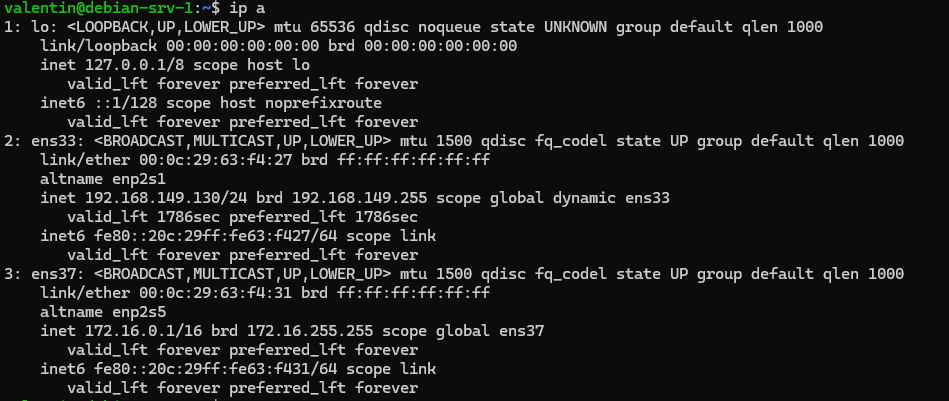 valentin@debian-srv-1:~$ ip a
1: lo: <LOOPBACK,UP,LOWER_UP> mtu 65536 qdisc noqueue state UNKNOWN group default qlen 1000
link/loopback 00:00:00:00:00:00 brd 00:00:00:00:00:00
inet 127.0.0.1/8 scope host lo
valid_lft forever preferred_lft forever
inet6 ::1/128 scope host noprefixroute
valid_lft forever preferred_lft forever
2: ens33: <BROADCAST,MULTICAST,UP,LOWER_UP> mtu 1500 qdisc fq_codel state UP group default qlen 1000
link/ether 00:0c:29:63:f4:27 brd ff:ff:ff:ff:ff:ff
altname enp2s1
inet 192.168.149.130/24 brd 192.168.149.255 scope global dynamic ens33
valid_lft 1786sec preferred_lft 1786sec
inet6 fe80::20c:29ff:fe63:f427/64 scope link
valid_lft forever preferred_lft forever
3: ens37: <BROADCAST,MULTICAST,UP,LOWER_UP> mtu 1500 qdisc fq_codel state UP group default qlen 1000
link/ether 00:0c:29:63:f4:31 brd ff:ff:ff:ff:ff:ff
altname enp2s5
inet 172.16.0.1/16 brd 172.16.255.255 scope global ens37
valid_lft forever preferred_lft forever
inet6 fe80::20c:29ff:fe63:f431/64 scope link
valid_lft forever preferred_lft forever